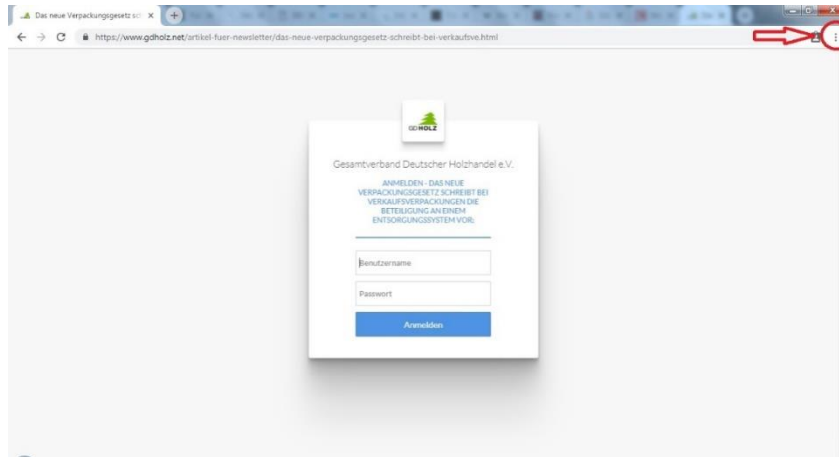 Das neue Verpackungsgesetz sch
https://www.gdholz.net/artikel-fuer-newsletter/das-neue-verpackungsgesetz-schreibt-bei-verkaufsve.html
GD HOLZ
Gesamtverband Deutscher Holzhandel e.V.
ANMELDEN - DAS NEUE
VERPACKUNGSGESETZ SCHREIBT BEI
VERKAUFSVERPACKUNGEN DIE
BETEILIGUNG AN EINEM
ENTSORGUNGSSYSTEM VOR;
Benutzername
Passwort
Anmelden